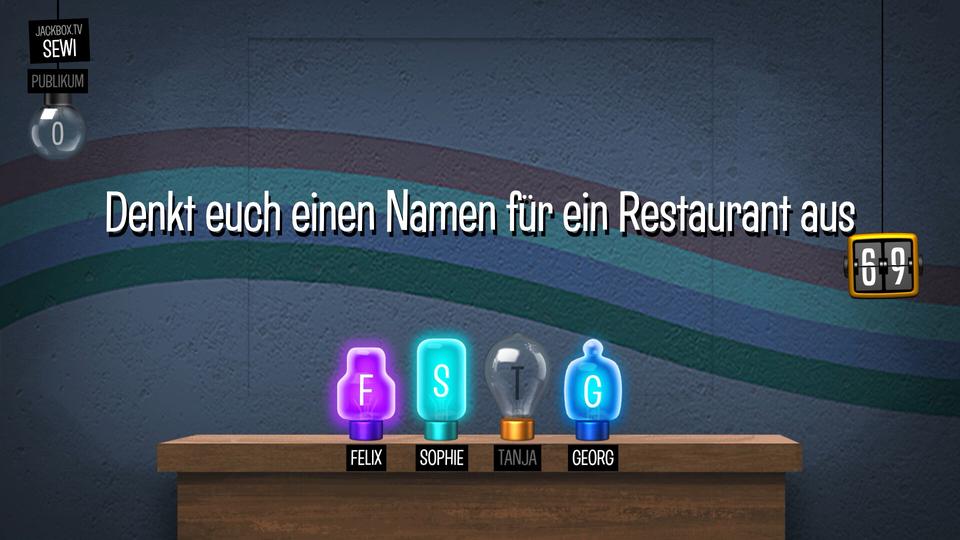 JACKBOX.TV
SEWI
PUBLIKUM
0
Denkt euch einen Namen für ein Restaurant aus
69
F S T G
FELIX SOPHIE TANJA GEORG